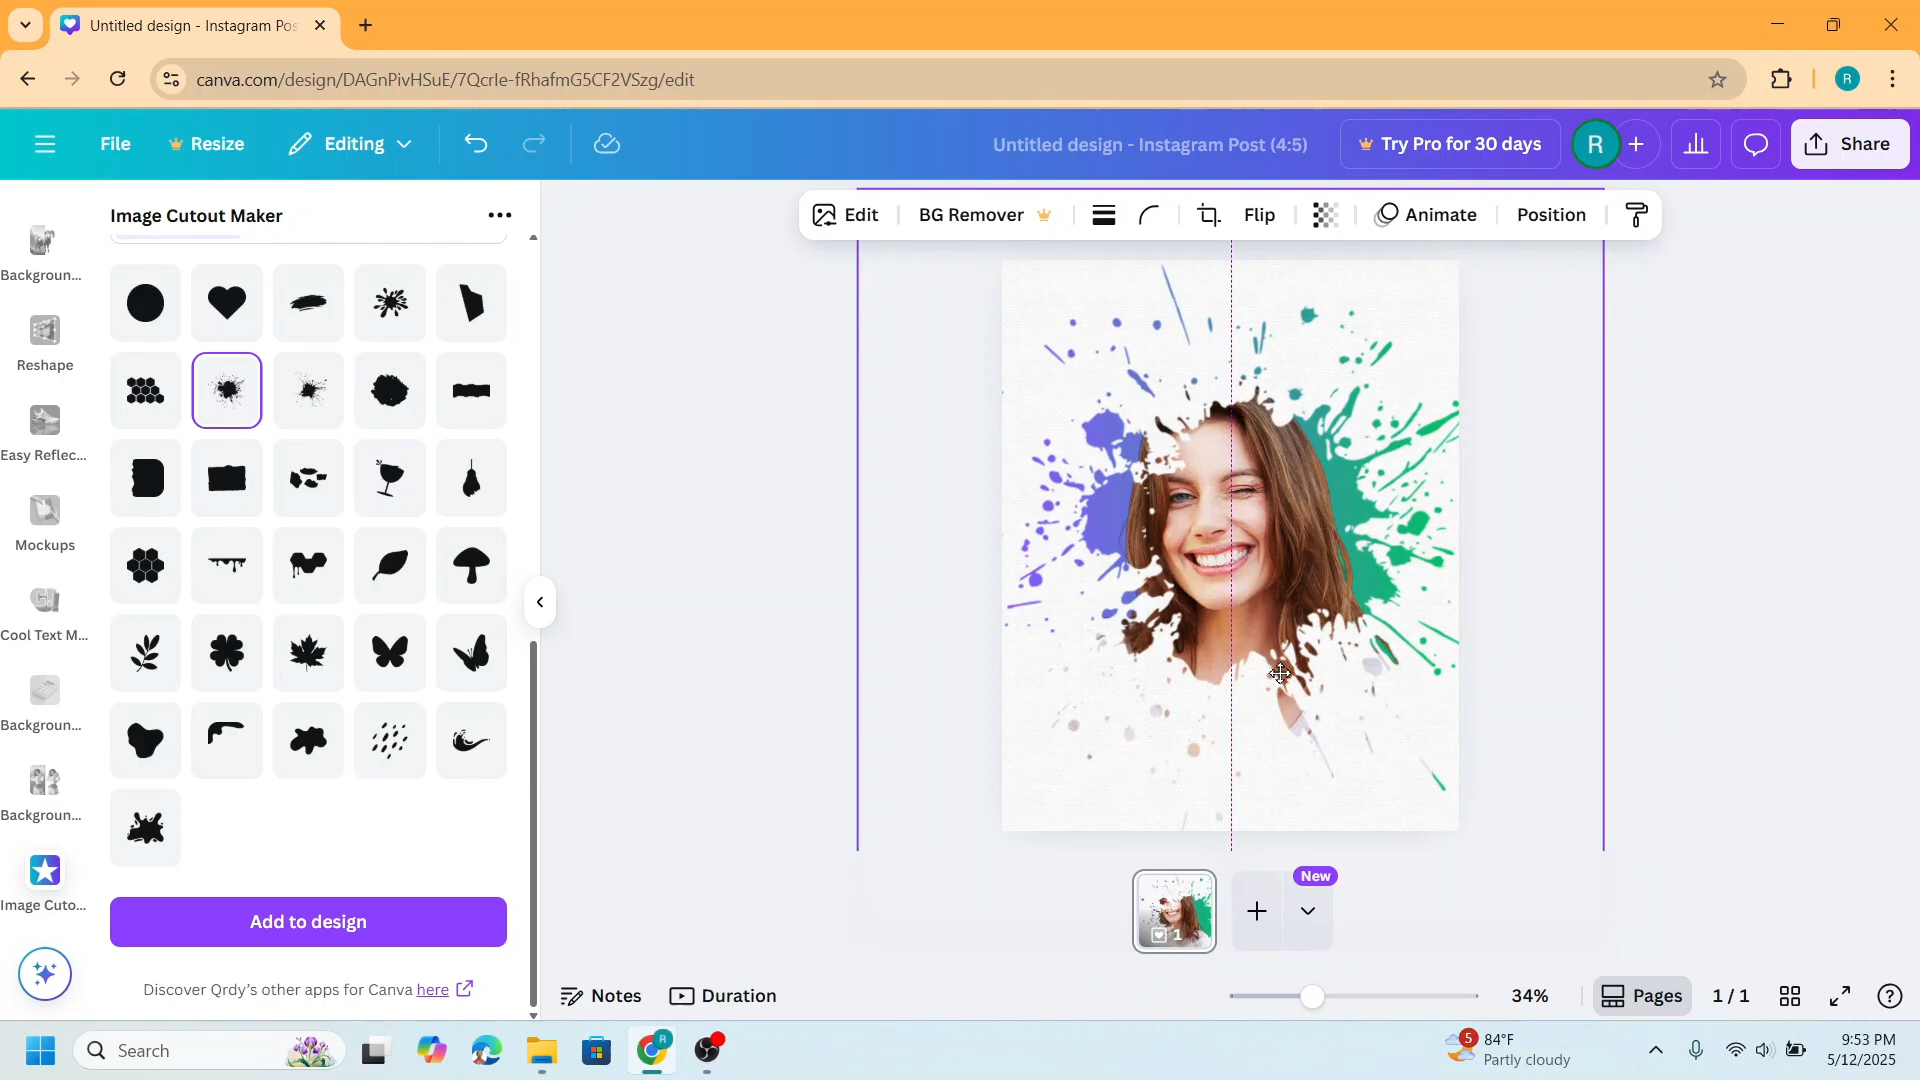 Untitled design - Instagram Pos
canva.com/design/DAGnPivHSuE/7Qcrle-fRhafmG5CF2VSzg/edit
R
File
Resize
Editing
Untitled design - Instagram Post (4:5)
Try Pro for 30 days
R
Share
Backgroun...
Reshape
Easy Reflec...
Mockups
Cool Text M...
Backgroun...
Backgroun...
Image Cuto...
Image Cutout Maker
Add to design
Discover Qrdy's other apps for Canva here
Edit
BG Remover
Flip
Animate
Position
1
New
Notes
Duration
34%
Pages
1 / 1
Search
R
5
84°F
Partly cloudy
9:53 PM
5/12/2025